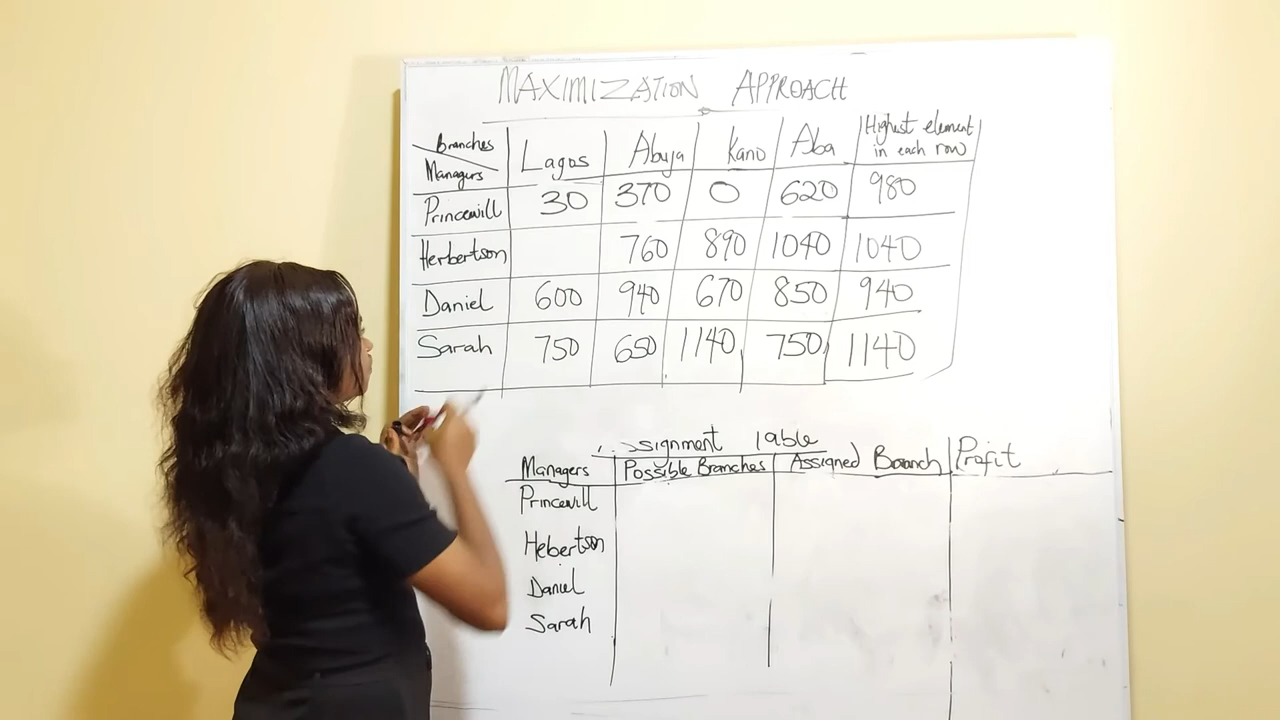 MAXIMIZATION APPROACH
Branches
Managers
Lagos Abuja Kano Aba Highest element in each row
Princewill 30 370 0 620 980
Herbertson 760 890 1040 1040
Daniel 600 940 670 850 940
Sarah 750 650 1140 750 1140
ssignment Table
Managers Possible Branches Assigned Branch Profit
Princewill
Hebertson
Daniel
Sarah